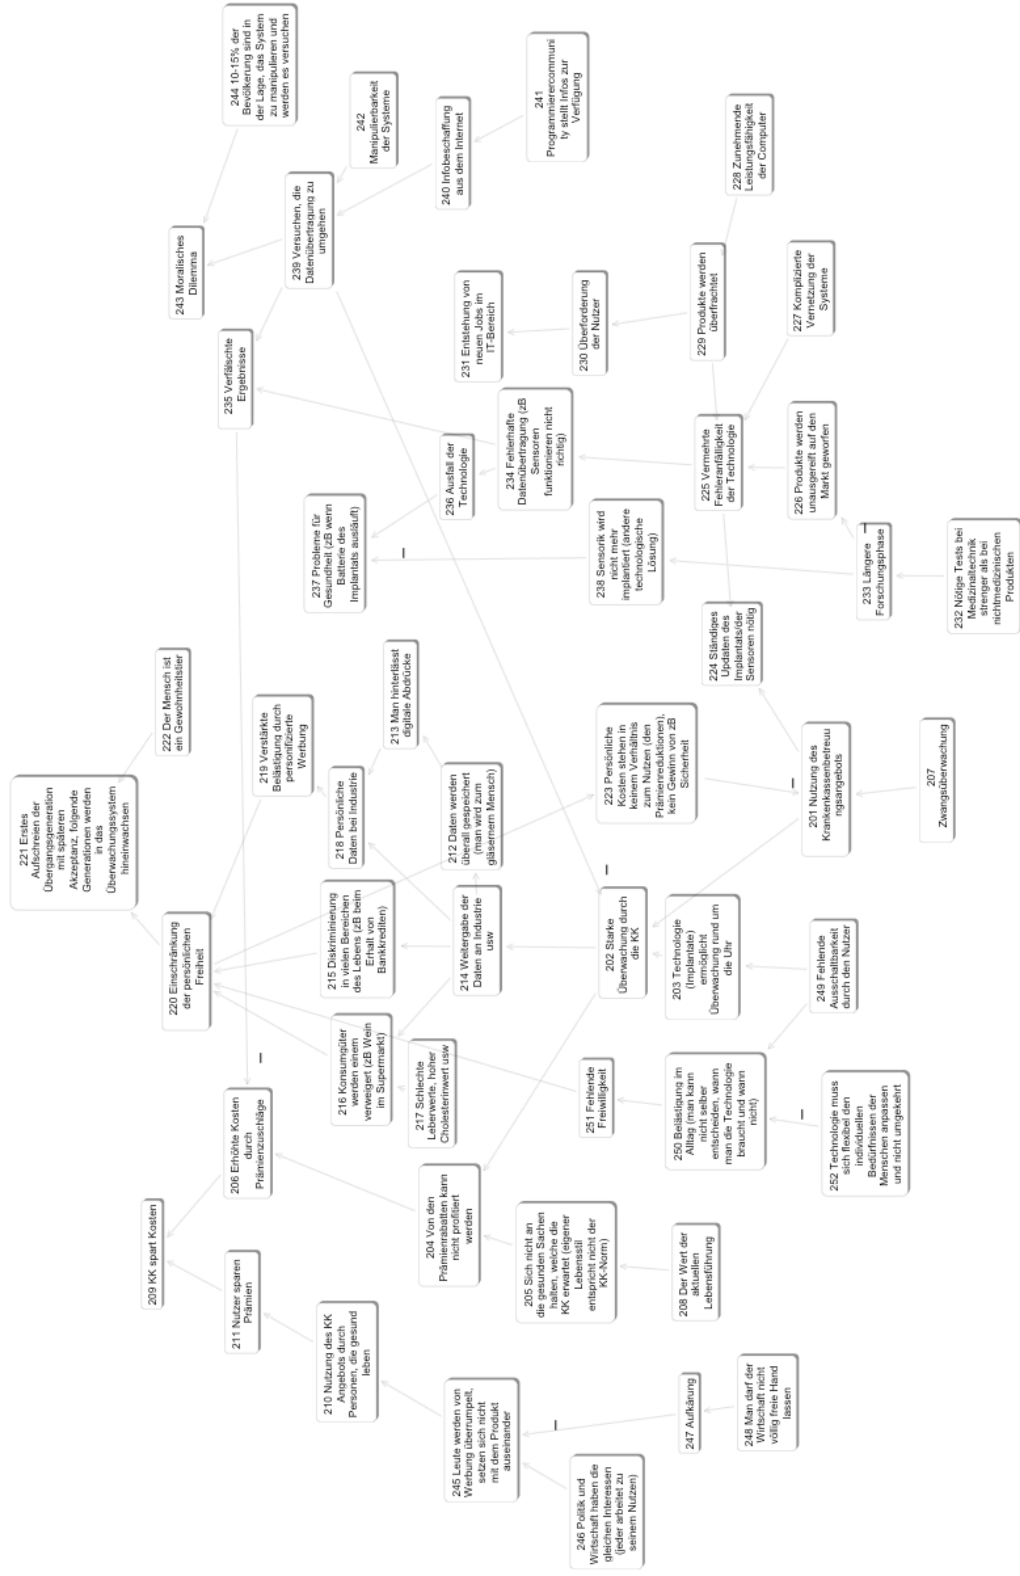 221 Erstes
Aufschreien der
Übergangsgeneration
mit späteren
Akzeptanz, folgende
Generationen werden
in das
Überwachungssystem
hineinwachsen
209 KK spart Kosten
220 Einschränkung
der persönlichen
Freiheit
222 Der Mensch ist
ein Gewohnheitstier
243 Moralisches
Dilemma
244 10-15% der
Bevölkerung sind in
der Lage, das System
zu manipulieren und
werden es versuchen
211 Nutzer sparen
Prämien
206 Erhöhte Kosten
durch
Prämienzuschläge
219 Verstärkte
Belästigung durch
personifizierte
Werbung
235 Verfälschte
Ergebnisse
239 Versuchen, die
Datenübertragung zu
umgehen
242
Manipulierbarkeit
der Systeme
210 Nutzung des KK
Angebots durch
Personen, die gesund
leben
216 Konsumgüter
werden einem
verweigert (zB Wein
im Supermarkt)
215 Diskriminierung
in vielen Bereichen
des Lebens (zB beim
Erhalt von
Bankkrediten)
218 Persönliche
Daten bei Industrie
213 Man hinterlässt
digitale Abdrücke
237 Probleme für
Gesundheit (zB wenn
Batterie des
Implantats ausläuft)
204 Von den
Prämienrabatten kann
nicht profitiert
werden
217 Schlechte
Leberwerte, hoher
Cholesterinwert usw
214 Weitergabe der
Daten an Industrie
usw
212 Daten werden
überall gespeichert
(man wird zum
gläsernern Mensch)
236 Ausfall der
Technologie
231 Entstehung von
neuen Jobs im
IT-Bereich
240 Infobeschaffung
aus dem Internet
245 Leute werden von
Werbung überrumpelt,
setzen sich nicht
mit dem Produkt
auseinander
205 Sich nicht an
die gesunden Sachen
halten, welche die
KK erwartet (eigener
Lebensstil
entspricht nicht der
KK-Norm)
234 Fehlerhafte
Datenübertragung (zB
Sensoren
funktionieren nicht
richtig)
241
Programmierercommuni
ty stellt Infos zur
Verfügung
246 Politik und
Wirtschaft haben die
gleichen Interessen
(jeder arbeitet zu
seinem Nutzen)
251 Fehlende
Freiwilligkeit
202 Starke
Überwachung durch
die KK
223 Persönliche
Kosten stehen in
keinem Verhältnis
zum Nutzen (den
Prämienreduktionen),
kein Gewinn von zB
Sicherheit
238 Sensorik wird
nicht mehr
implantiert (andere
technologische
Lösung)
230 Überforderung
der Nutzer
247 Aufkärung
208 Der Wert der
aktuellen
Lebensführung
250 Belästigung im
Alltag (man kann
nicht selber
entscheiden, wann
man die Technologie
braucht und wann
nicht)
203 Technologie
(Implantate)
ermöglicht
Überwachung rund um
die Uhr
224 Ständiges
Updaten des
Implantats/der
Sensoren nötig
225 Vermehrte
Fehleranfälligkeit
der Technologie
229 Produkte werden
überfrachtet
228 Zunehmende
Leistungsfähigkeit
der Computer
248 Man darf der
Wirtschaft nicht
völlig freie Hand
lassen
252 Technologie muss
sich flexibel den
individuellen
Bedürfnissen der
Menschen anpassen
und nicht umgekehrt
249 Fehlende
Ausschaltbarkeit
durch den Nutzer
201 Nutzung des
Krankenkassenbetreuu
ngsangebots
226 Produkte werden
unausgereift auf den
Markt geworfen
227 Komplizierte
Vernetzung der
Systeme
207
Zwangsüberwachung
233 Längere
Forschungsphase
232 Nötige Tests bei
Medizinaltechnik
strenger als bei
nichtmedizinischen
Produkten